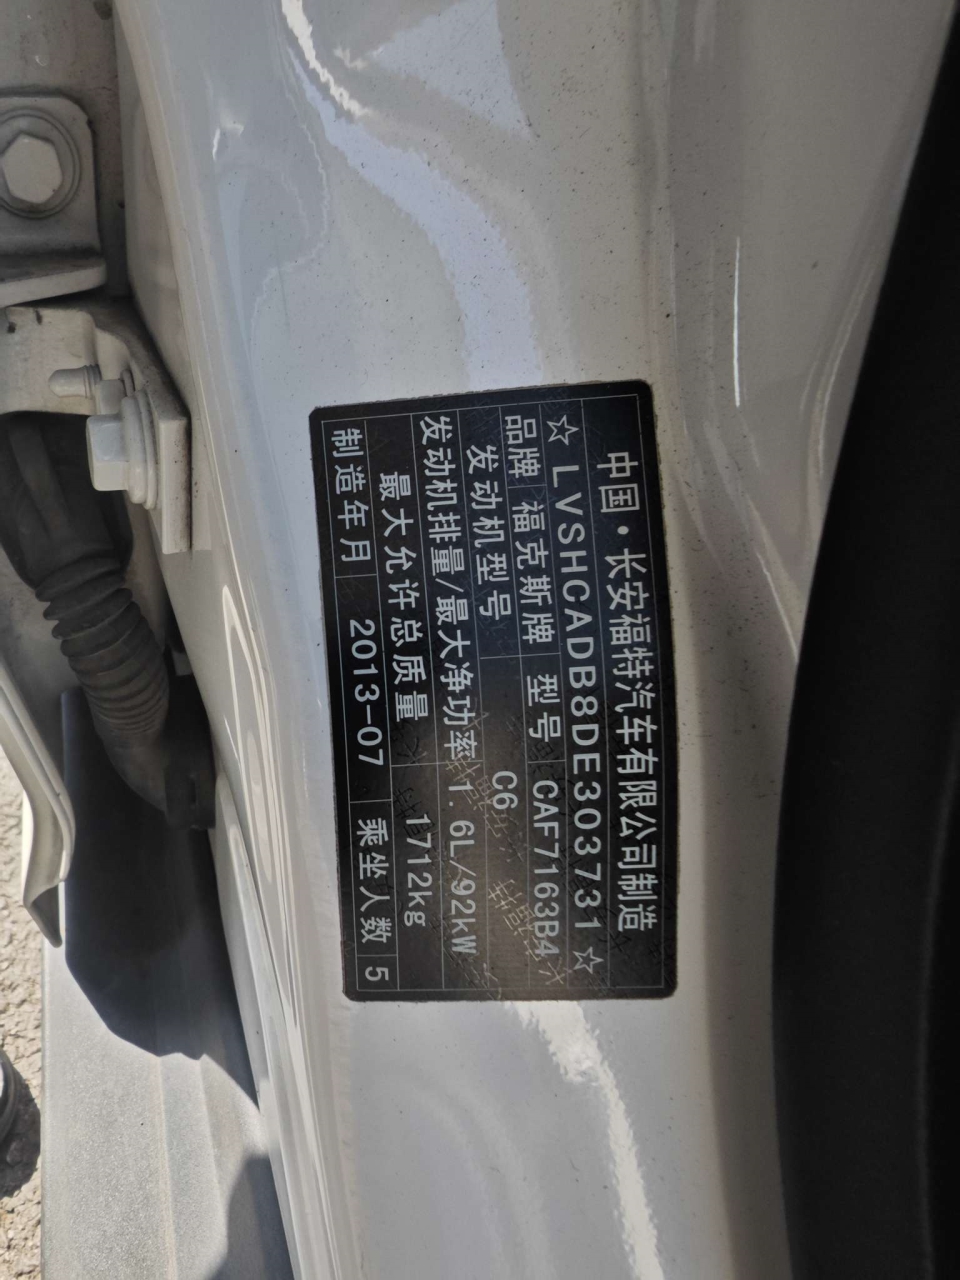 中国·长安福特汽车有限公司制造
☆LVSHCADB8DE303731☆
品牌 福克斯牌 型号 CAF7163B4
发动机型号 C6
发动机排量/最大净功率 1.6L/92kW
最大允许总质量 1712kg
制造年月 2013-07 乘坐人数 5